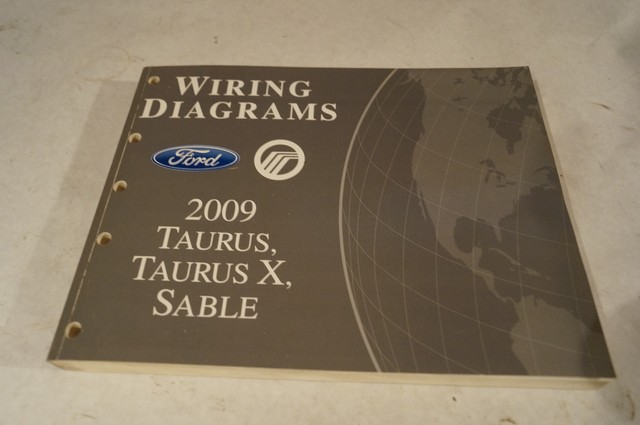 WIRING
DIAGRAMS
Ford
2009
TAURUS,
TAURUS X,
SABLE